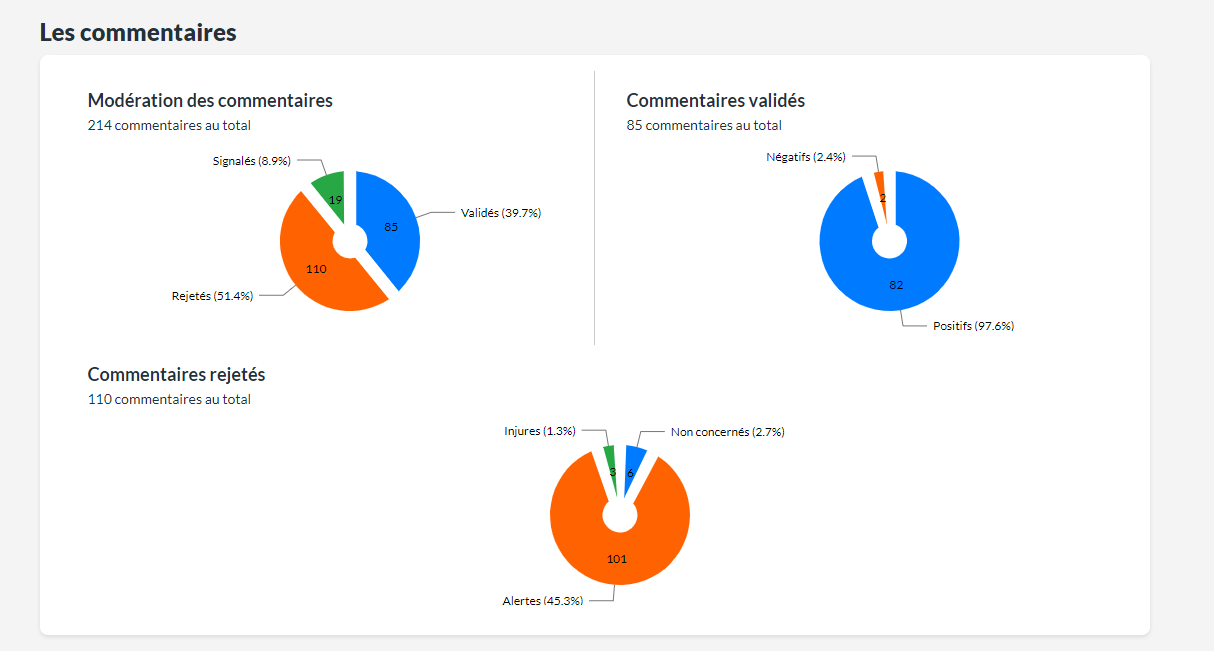 Les commentaires
Modération des commentaires
214 commentaires au total
Signalés (8.9%)
19
Validés (39.7%)
85
110
Rejetés (51.4%)
Commentaires validés
85 commentaires au total
Négatifs (2.4%)
2
82
Positifs (97.6%)
Commentaires rejetés
110 commentaires au total
Injures (1.3%)
Non concernés (2.7%)
3
6
101
Alertes (45.3%)